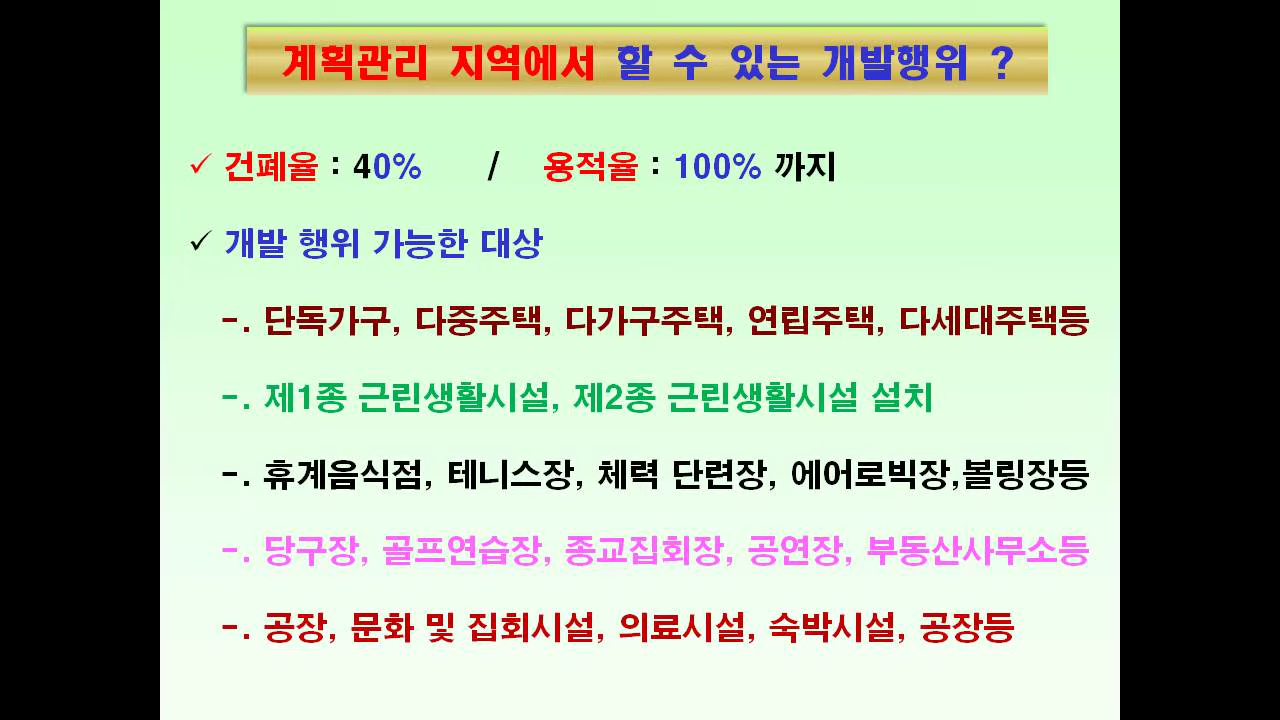 계획관리 지역에서 할 수 있는 개발행위 ?
✓ 건폐율 : 40% / 용적율 : 100% 까지
✓ 개발 행위 가능한 대상
-. 단독가구, 다중주택, 다가구주택, 연립주택, 다세대주택등
-. 제1종 근린생활시설, 제2종 근린생활시설 설치
-. 휴계음식점, 테니스장, 체력 단련장, 에어로빅장,볼링장등
-. 당구장, 골프연습장, 종교집회장, 공연장, 부동산사무소등
-. 공장, 문화 및 집회시설, 의료시설, 숙박시설, 공장등